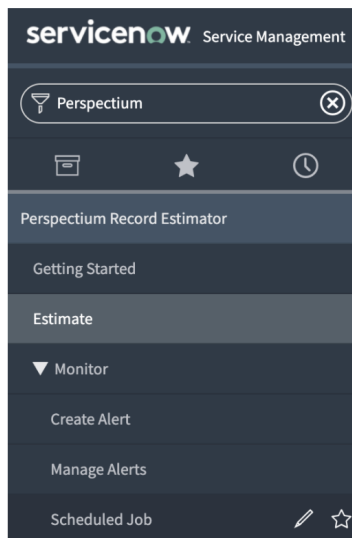 servicenow Service Management
Perspectium
Perspectium Record Estimator
Getting Started
Estimate
Monitor
Create Alert
Manage Alerts
Scheduled Job